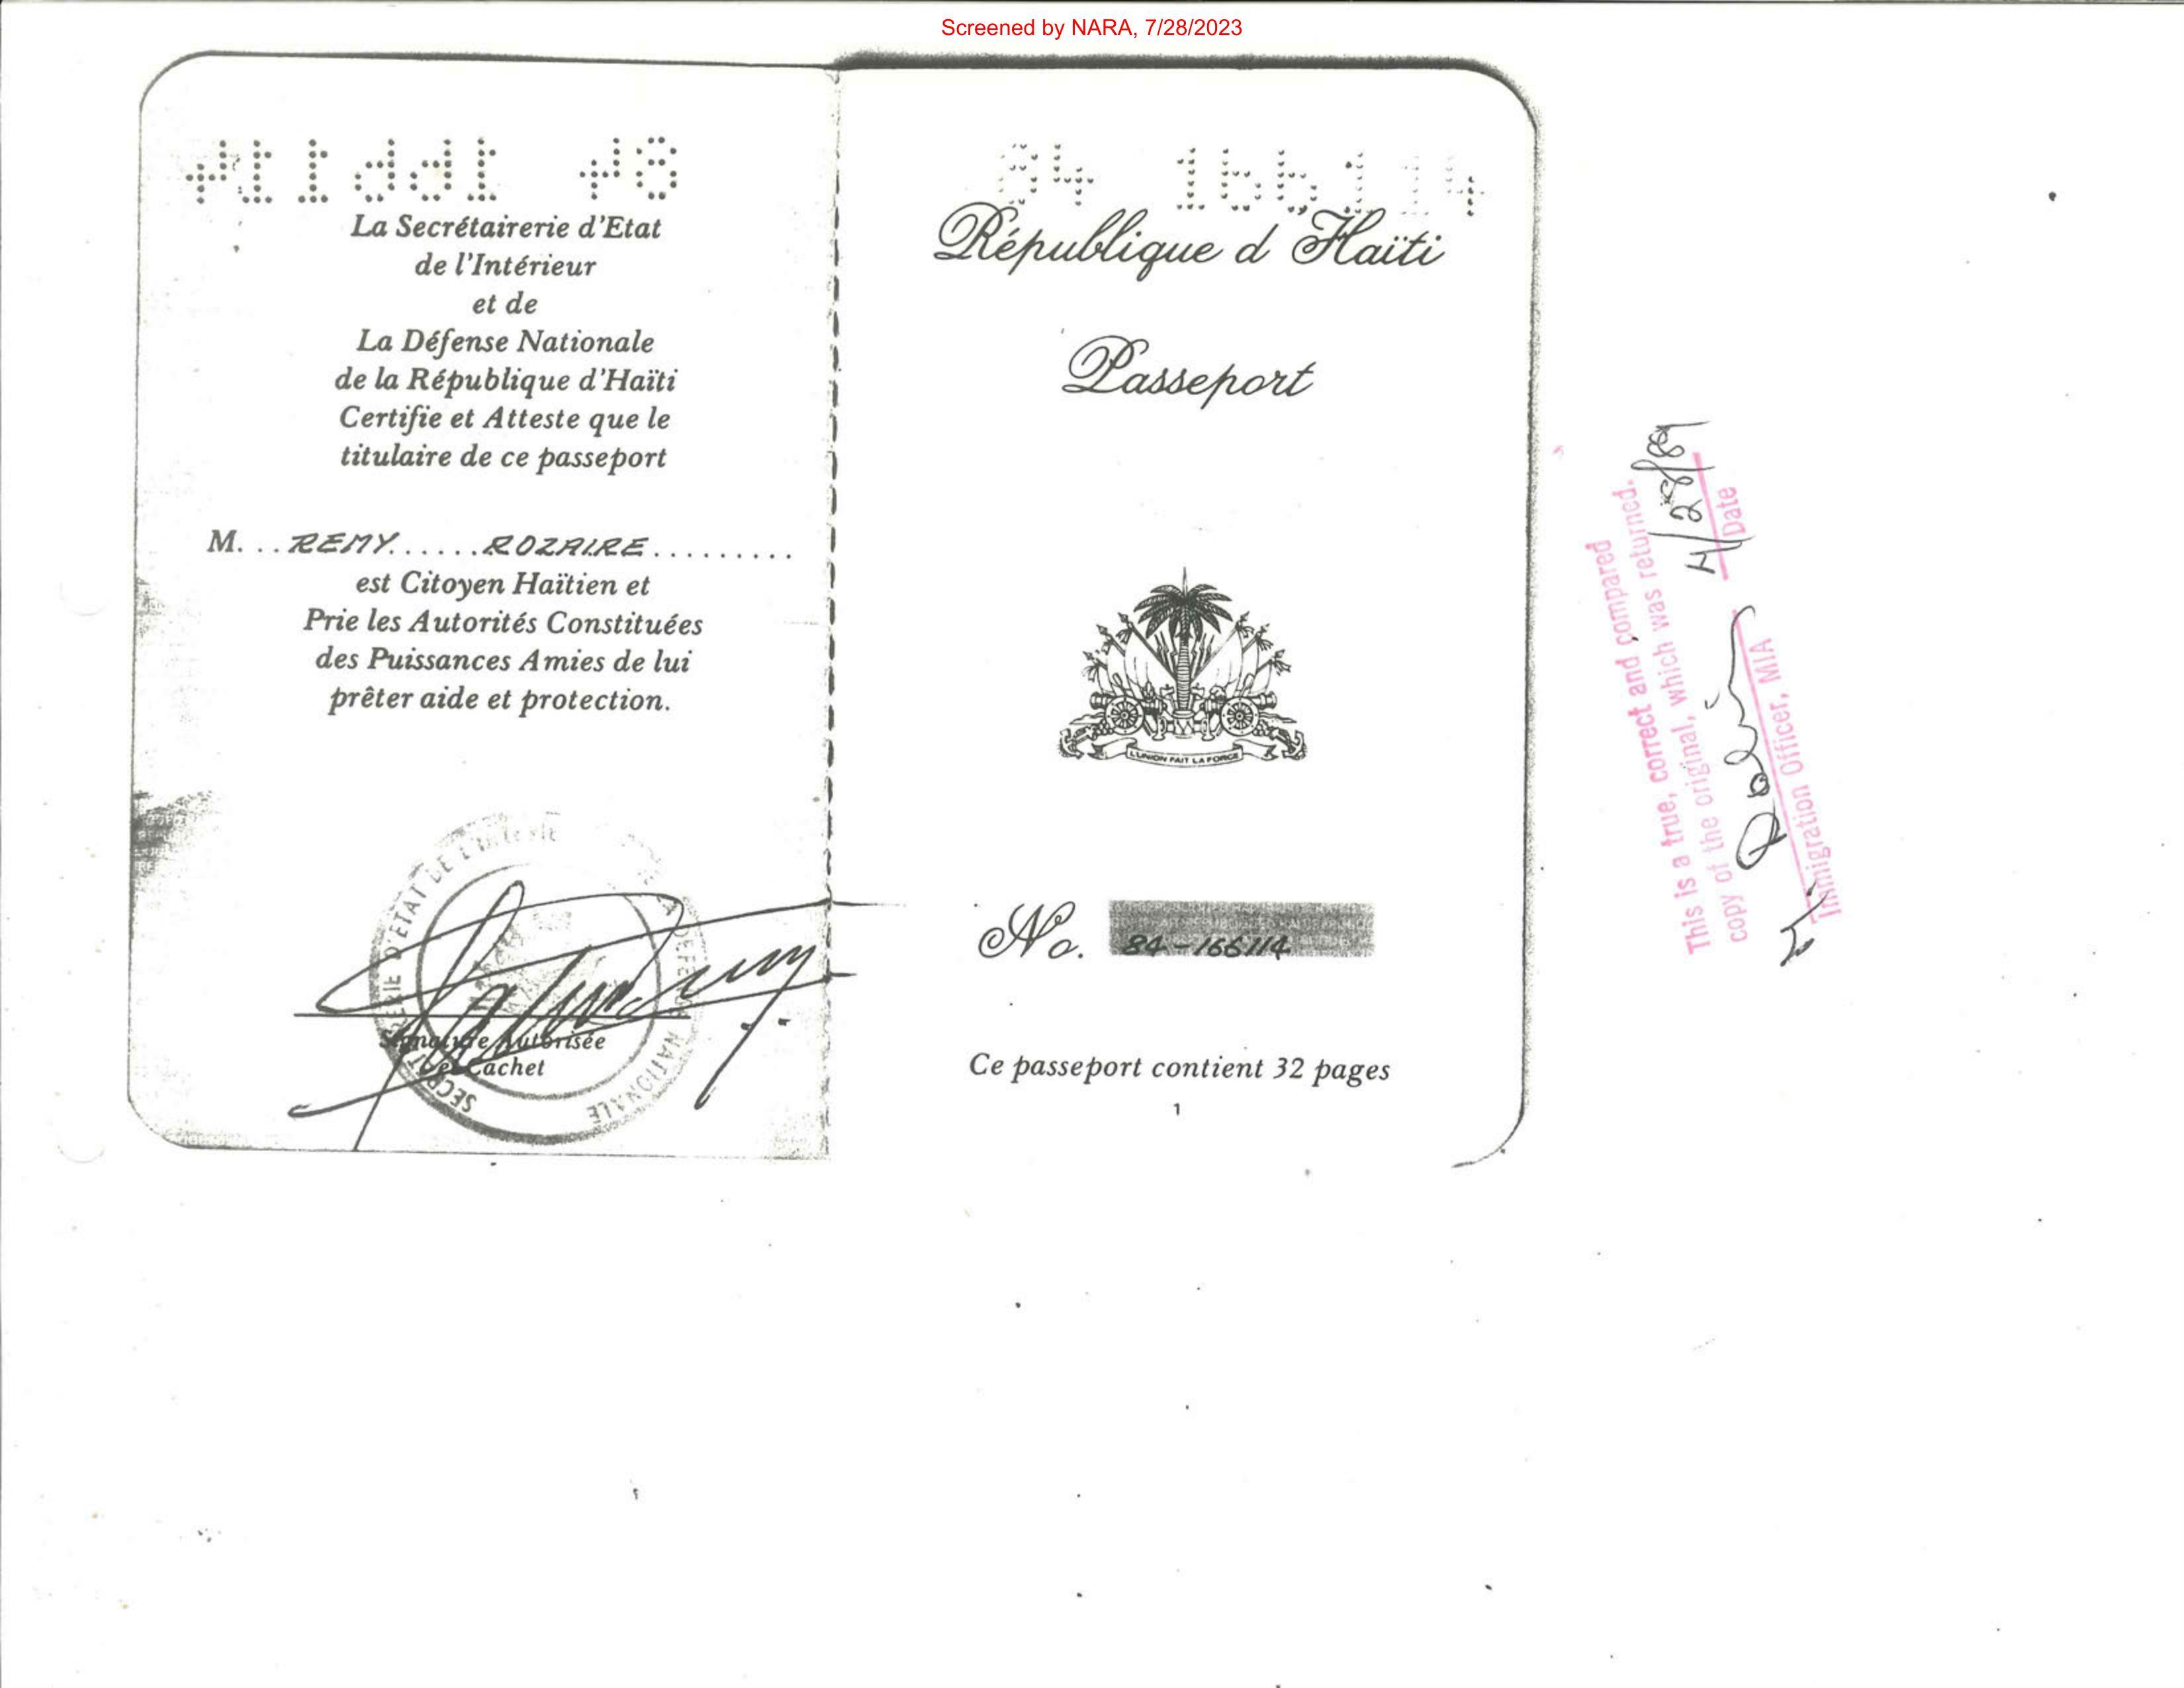 Screened by NARA, 7/28/2023
84 166114
La Secrétairerie d'Etat
de l'Intérieur
et de
La Défense Nationale
de la République d'Haïti
Certifie et Atteste que le
titulaire de ce passeport
M. . . REMY . . . . . . ROZAIRE . . . . . . . . .
est Citoyen Haïtien et
Prie les Autorités Constituées
des Puissances Amies de lui
prêter aide et protection.
Signature Autorisée
et Cachet
SECRETAIRERIE D'ETAT DE L'INTERIEUR
DEFENSE NATIONALE
84 166114
République d'Haïti
Passeport
L'UNION FAIT LA FORCE
No. 84-166114
Ce passeport contient 32 pages
1
This is a true, correct and compared
copy of the original, which was returned.
4/28/89
Date
Immigration Officer, MIA